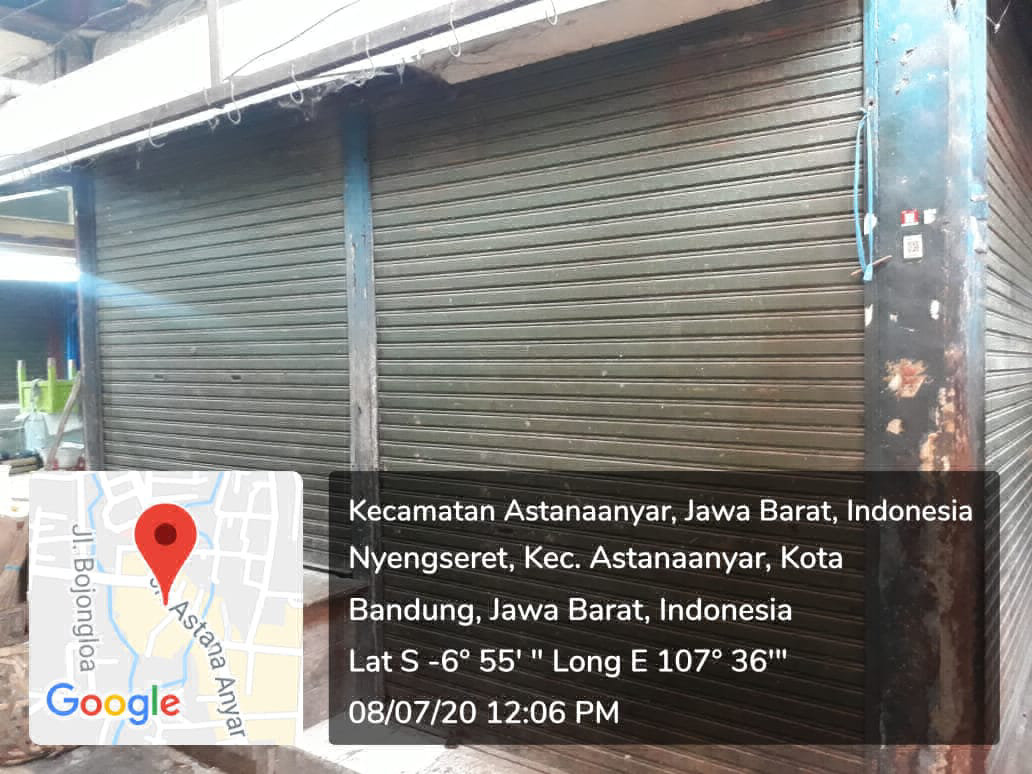 Kecamatan Astanaanyar, Jawa Barat, Indonesia
Nyengseret, Kec. Astanaanyar, Kota
Bandung, Jawa Barat, Indonesia
Lat S -6° 55' " Long E 107° 36'"
08/07/20 12:06 PM
Jl. Bojongloa
Astana Anyar
Google